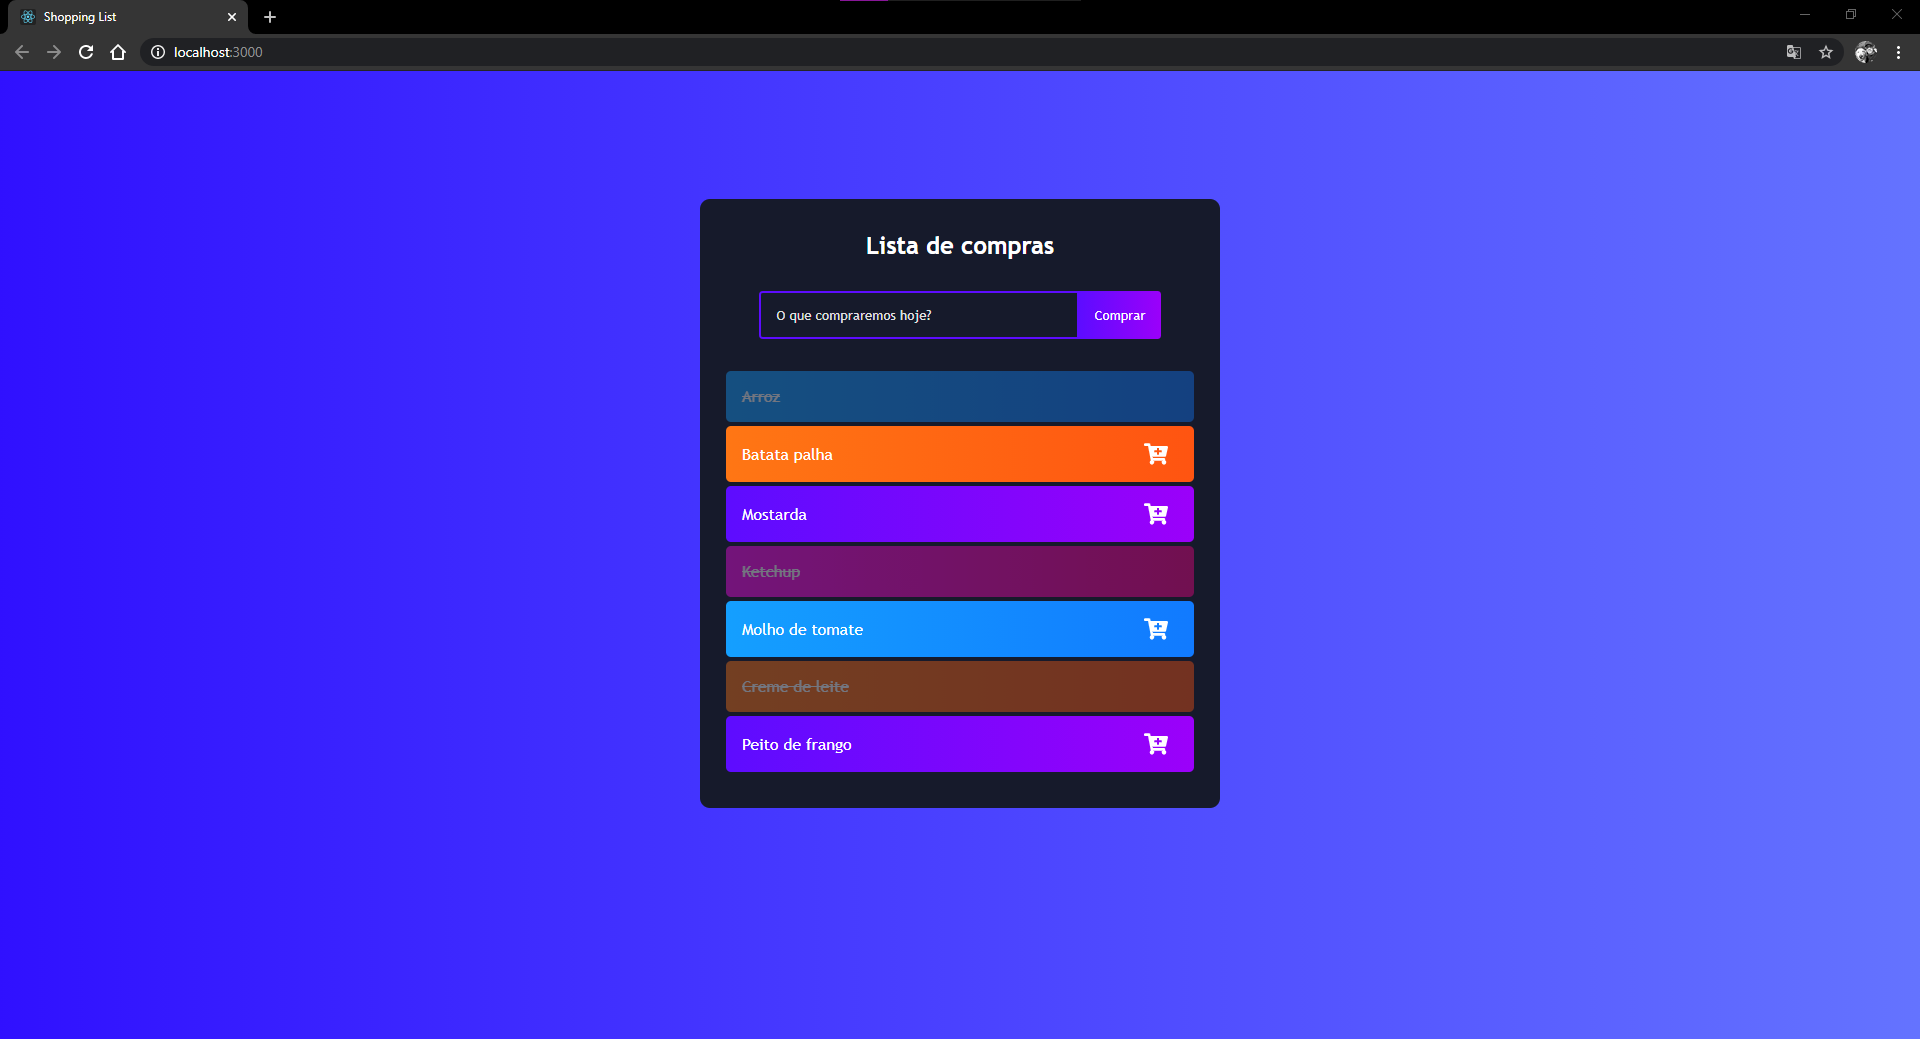 Shopping List
localhost:3000
Lista de compras
O que compraremos hoje?
Comprar
Arroz
Batata palha
Mostarda
Ketchup
Molho de tomate
Creme de leite
Peito de frango